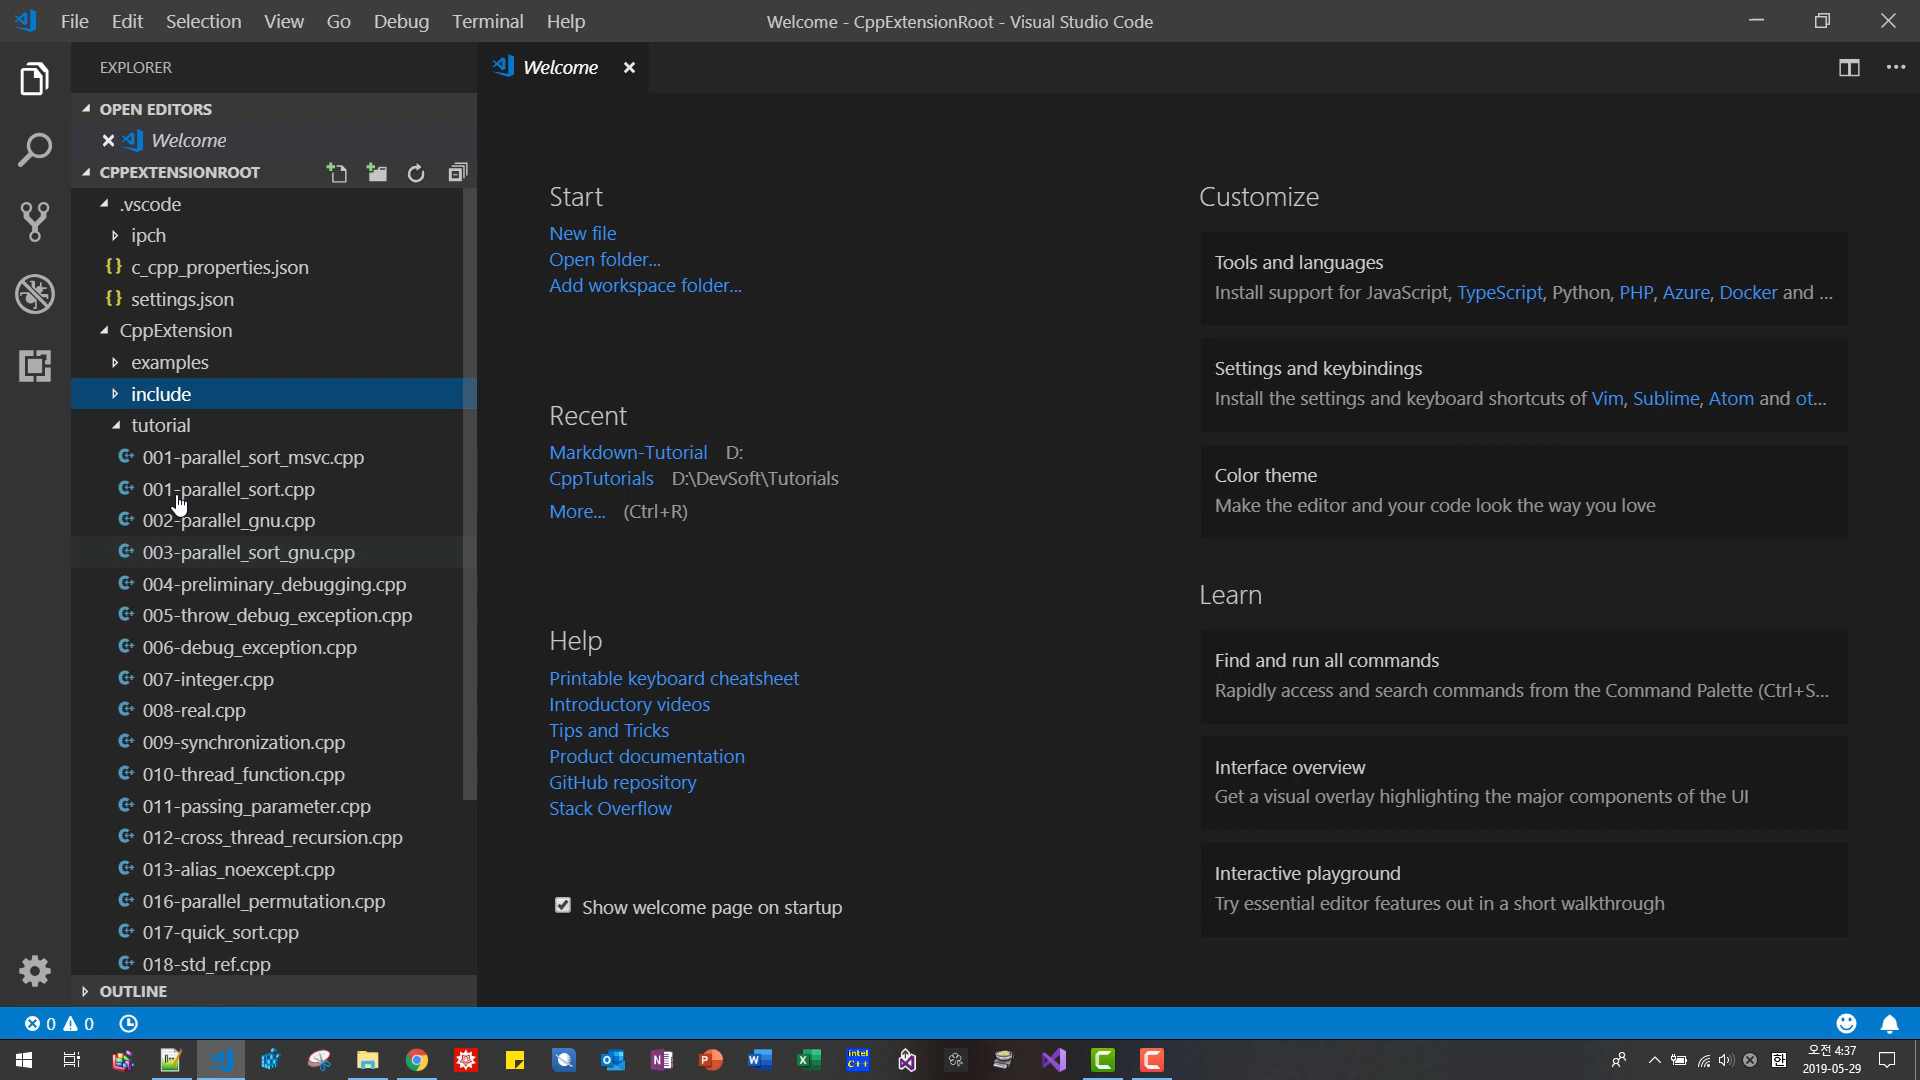 File Edit Selection View Go Debug Terminal Help
Welcome - CppExtensionRoot - Visual Studio Code
EXPLORER
OPEN EDITORS
Welcome
CPPEXTENSIONROOT
.vscode
ipch
c_cpp_properties.json
settings.json
CppExtension
examples
include
tutorial
001-parallel_sort_msvc.cpp
001-parallel_sort.cpp
002-parallel_gnu.cpp
003-parallel_sort_gnu.cpp
004-preliminary_debugging.cpp
005-throw_debug_exception.cpp
006-debug_exception.cpp
007-integer.cpp
008-real.cpp
009-synchronization.cpp
010-thread_function.cpp
011-passing_parameter.cpp
012-cross_thread_recursion.cpp
013-alias_noexcept.cpp
016-parallel_permutation.cpp
017-quick_sort.cpp
018-std_ref.cpp
OUTLINE
Welcome
Start
New file
Open folder...
Add workspace folder...
Recent
Markdown-Tutorial D:
CppTutorials D:\DevSoft\Tutorials
More... (Ctrl+R)
Help
Printable keyboard cheatsheet
Introductory videos
Tips and Tricks
Product documentation
GitHub repository
Stack Overflow
Show welcome page on startup
Customize
Tools and languages
Install support for JavaScript, TypeScript, Python, PHP, Azure, Docker and ...
Settings and keybindings
Install the settings and keyboard shortcuts of Vim, Sublime, Atom and ot...
Color theme
Make the editor and your code look the way you love
Learn
Find and run all commands
Rapidly access and search commands from the Command Palette (Ctrl+S...
Interface overview
Get a visual overlay highlighting the major components of the UI
Interactive playground
Try essential editor features out in a short walkthrough
0 0
intel C++
오전 4:37
2019-05-29